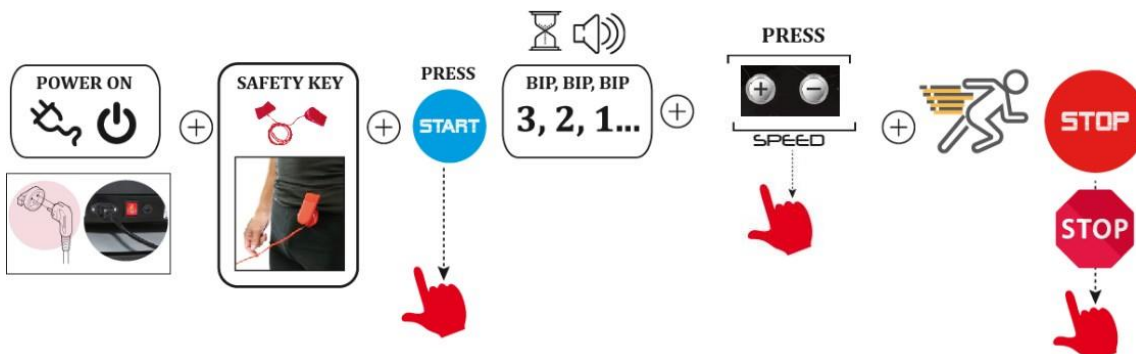 POWER ON
SAFETY KEY
PRESS
START
BIP, BIP, BIP
3, 2, 1...
PRESS
+ -
SPEED
STOP
STOP